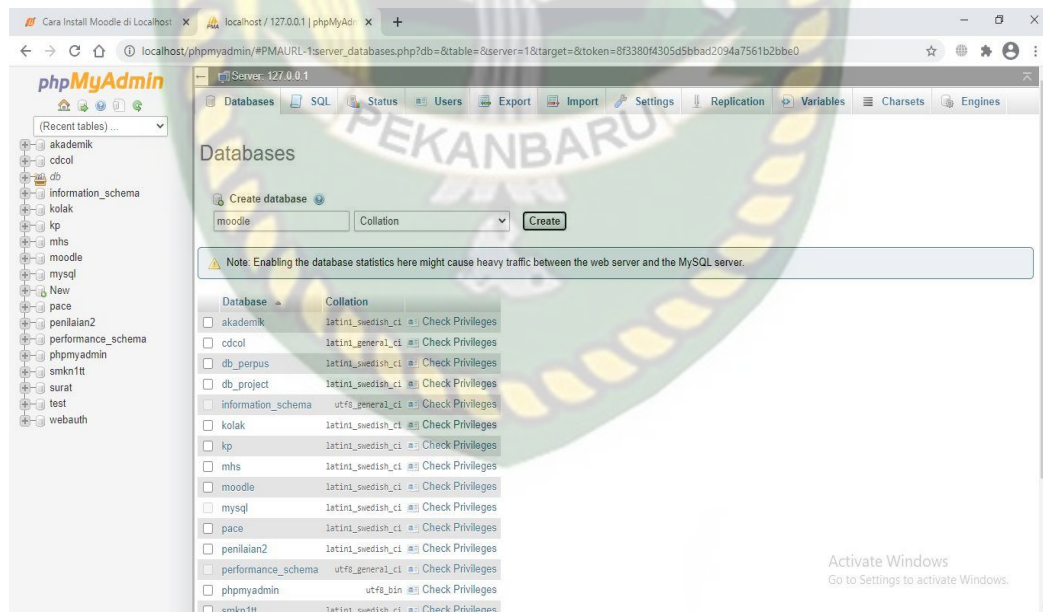 Cara Install Moodle di Localhost
localhost / 127.0.0.1 | phpMyAdm
localhost/phpmyadmin/#PMAURL-1:server_databases.php?db=&table=&server=1&target=&token=8f3380f4305d5bbad2094a7561b2bbe0
phpMyAdmin
(Recent tables) ...
akademik
cdcol
db
information_schema
kolak
kp
mhs
moodle
mysql
New
pace
penilaian2
performance_schema
phpmyadmin
smkn1tt
surat
test
webauth
Server: 127.0.0.1
Databases SQL Status Users Export Import Settings Replication Variables Charsets Engines
PEKANBARU
Databases
Create database
moodle Collation Create
Note: Enabling the database statistics here might cause heavy traffic between the web server and the MySQL server.
Database Collation
akademik latin1_swedish_ci Check Privileges
cdcol latin1_general_ci Check Privileges
db_perpus latin1_swedish_ci Check Privileges
db_project latin1_swedish_ci Check Privileges
information_schema utf8_general_ci Check Privileges
kolak latin1_swedish_ci Check Privileges
kp latin1_swedish_ci Check Privileges
mhs latin1_swedish_ci Check Privileges
moodle latin1_swedish_ci Check Privileges
mysql latin1_swedish_ci Check Privileges
pace latin1_swedish_ci Check Privileges
penilaian2 latin1_swedish_ci Check Privileges
performance_schema utf8_general_ci Check Privileges
phpmyadmin utf8_bin Check Privileges
smkn1tt latin1_swedish_ci Check Privileges
Activate Windows
Go to Settings to activate Windows.